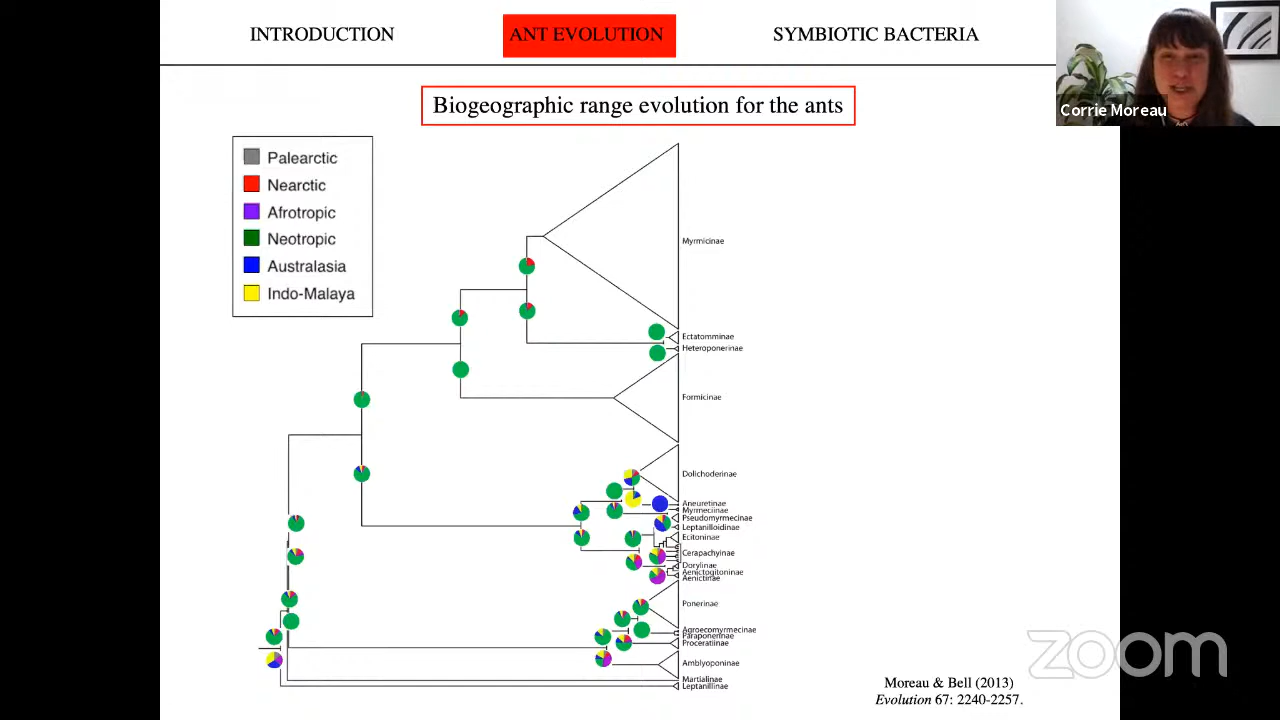 INTRODUCTION
ANT EVOLUTION
SYMBIOTIC BACTERIA
Corrie Moreau
Biogeographic range evolution for the ants
Palearctic
Nearctic
Afrotropic
Neotropic
Australasia
Indo-Malaya
Myrmicinae
Ectatomminae
Heteroponerinae
Formicinae
Dolichoderinae
Aneuretinae
Myrmeciinae
Pseudomyrmecinae
Leptanilloidinae
Ecitoninae
Cerapachyinae
Dorylinae
Aenictogitoninae
Aenictinae
Ponerinae
Agroecomyrmecinae
Paraponerinae
Proceratiinae
Amblyoponinae
Martialinae
Leptanillinae
zoom
Moreau & Bell (2013)
Evolution 67: 2240-2257.